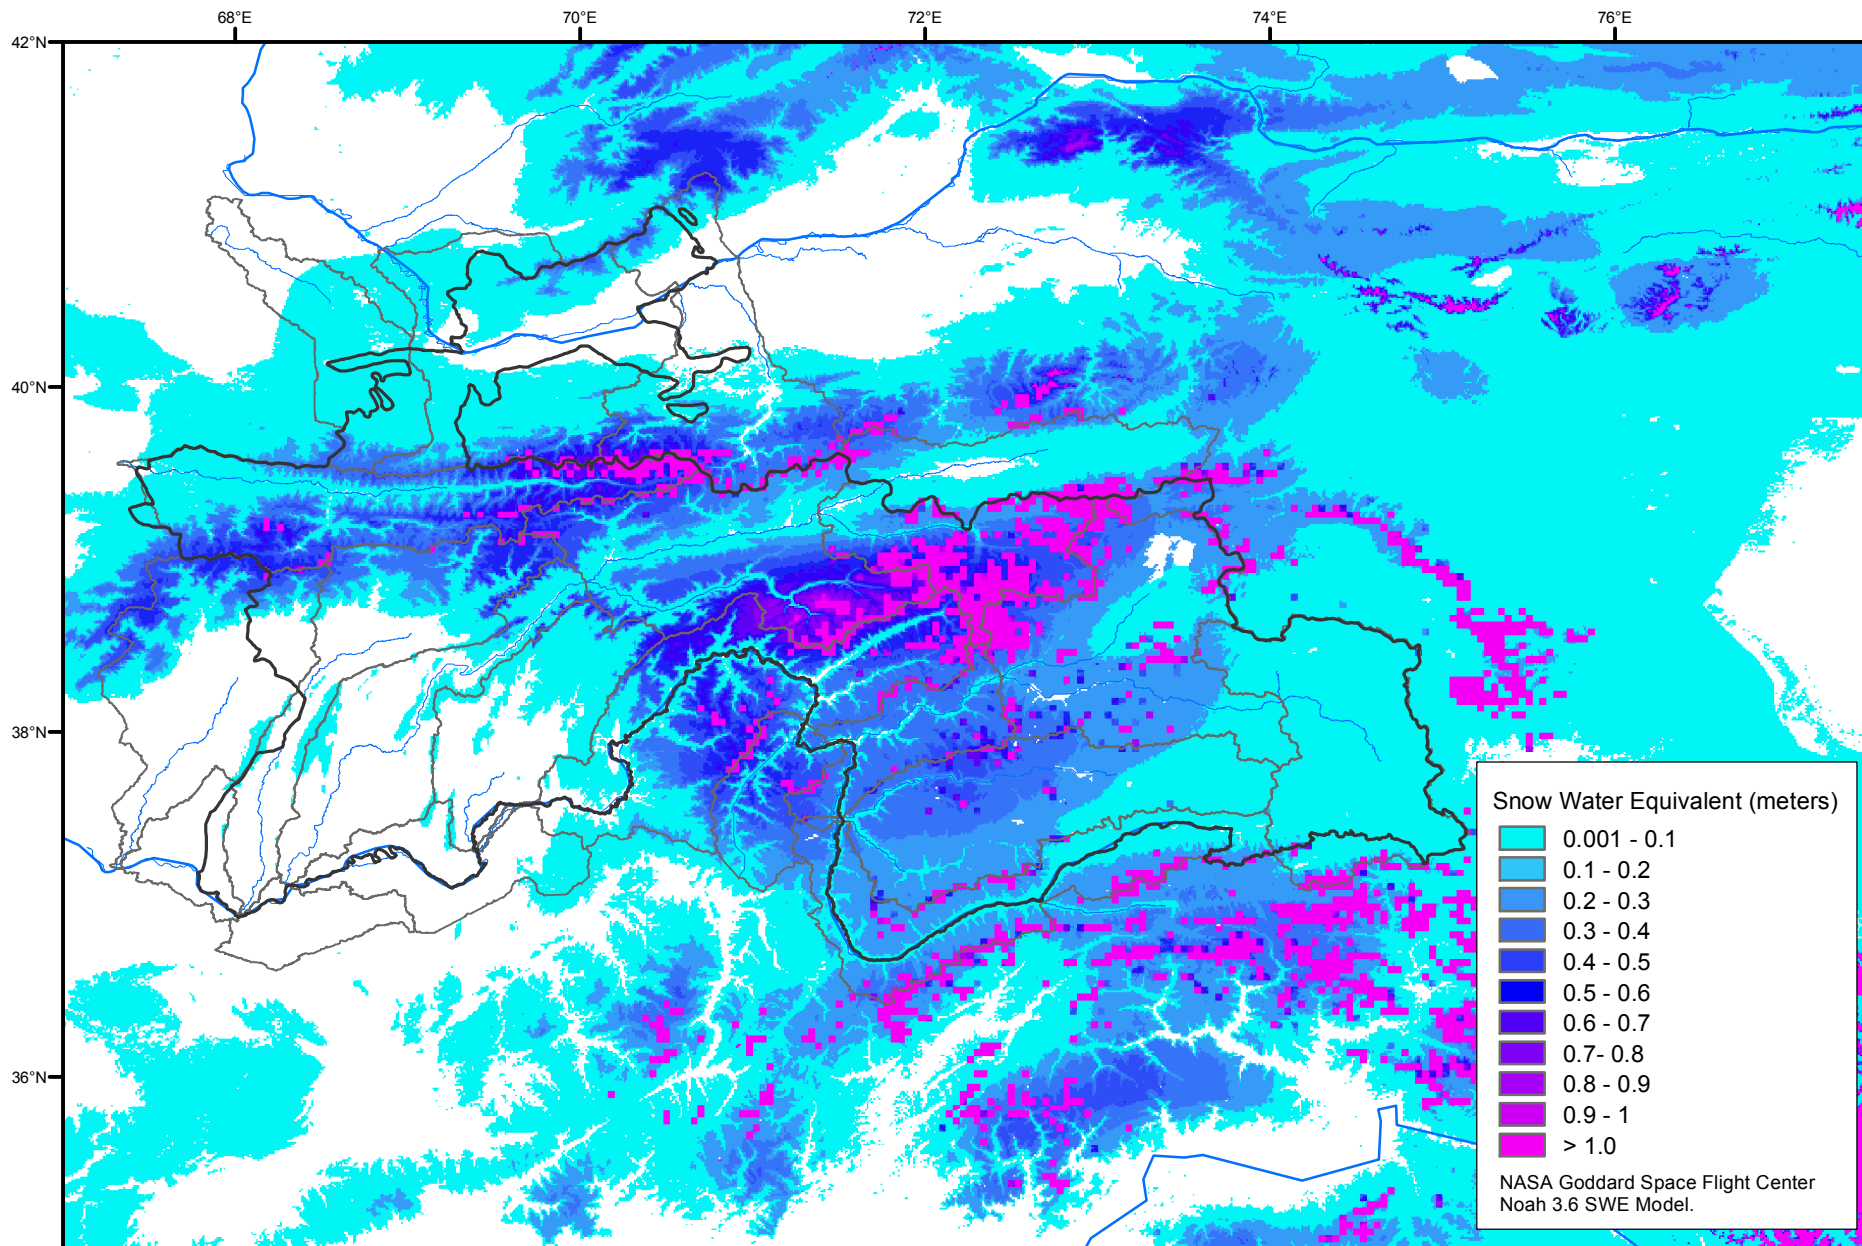 68°E
70°E
72°E
74°E
76°E
42°N
40°N
38°N
36°N
Snow Water Equivalent (meters)
0.001 - 0.1
0.1 - 0.2
0.2 - 0.3
0.3 - 0.4
0.4 - 0.5
0.5 - 0.6
0.6 - 0.7
0.7- 0.8
0.8 - 0.9
0.9 - 1
> 1.0
NASA Goddard Space Flight Center
Noah 3.6 SWE Model.